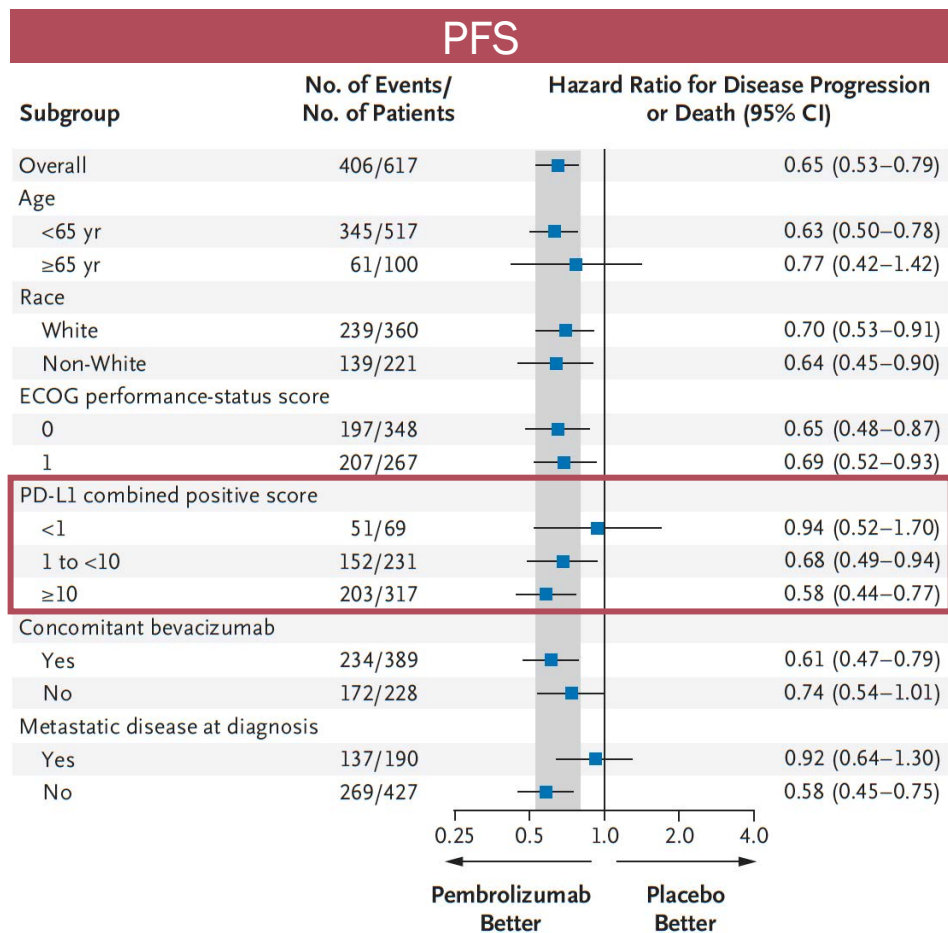 PFS
Subgroup No. of Events/ No. of Patients Hazard Ratio for Disease Progression or Death (95% CI)
Overall 406/617 0.65 (0.53–0.79)
Age
<65 yr 345/517 0.63 (0.50–0.78)
≥65 yr 61/100 0.77 (0.42–1.42)
Race
White 239/360 0.70 (0.53–0.91)
Non-White 139/221 0.64 (0.45–0.90)
ECOG performance-status score
0 197/348 0.65 (0.48–0.87)
1 207/267 0.69 (0.52–0.93)
PD-L1 combined positive score
<1 51/69 0.94 (0.52–1.70)
1 to <10 152/231 0.68 (0.49–0.94)
≥10 203/317 0.58 (0.44–0.77)
Concomitant bevacizumab
Yes 234/389 0.61 (0.47–0.79)
No 172/228 0.74 (0.54–1.01)
Metastatic disease at diagnosis
Yes 137/190 0.92 (0.64–1.30)
No 269/427 0.58 (0.45–0.75)
0.25 0.5 1.0 2.0 4.0
Pembrolizumab Better Placebo Better